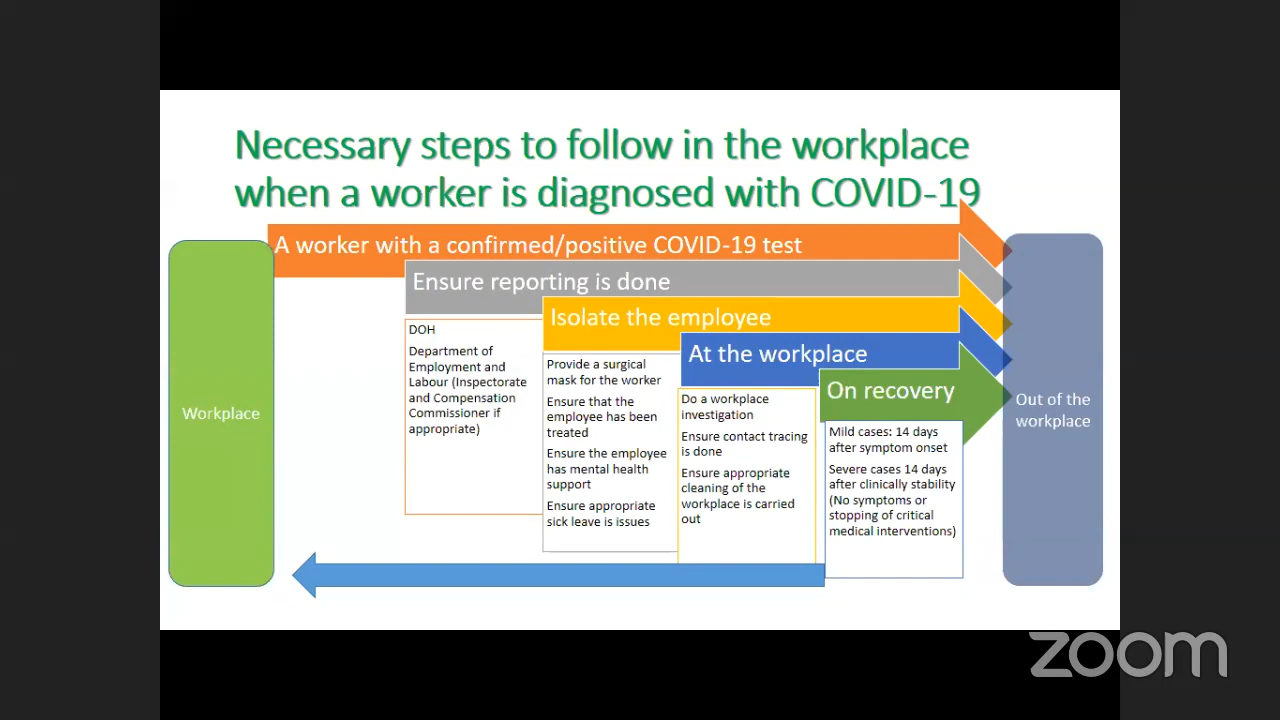 Necessary steps to follow in the workplace
when a worker is diagnosed with COVID-19
A worker with a confirmed/positive COVID-19 test
Ensure reporting is done
Isolate the employee
At the workplace
On recovery
Workplace
DOH
Department of
Employment and
Labour (Inspectorate
and Compensation
Commissioner if
appropriate)
Provide a surgical
mask for the worker
Ensure that the
employee has been
treated
Ensure the employee
has mental health
support
Ensure appropriate
sick leave is issues
Do a workplace
investigation
Ensure contact tracing
is done
Ensure appropriate
cleaning of the
workplace is carried
out
Mild cases: 14 days
after symptom onset
Severe cases 14 days
after clinically stability
(No symptoms or
stopping of critical
medical interventions)
Out of the
workplace
zoom